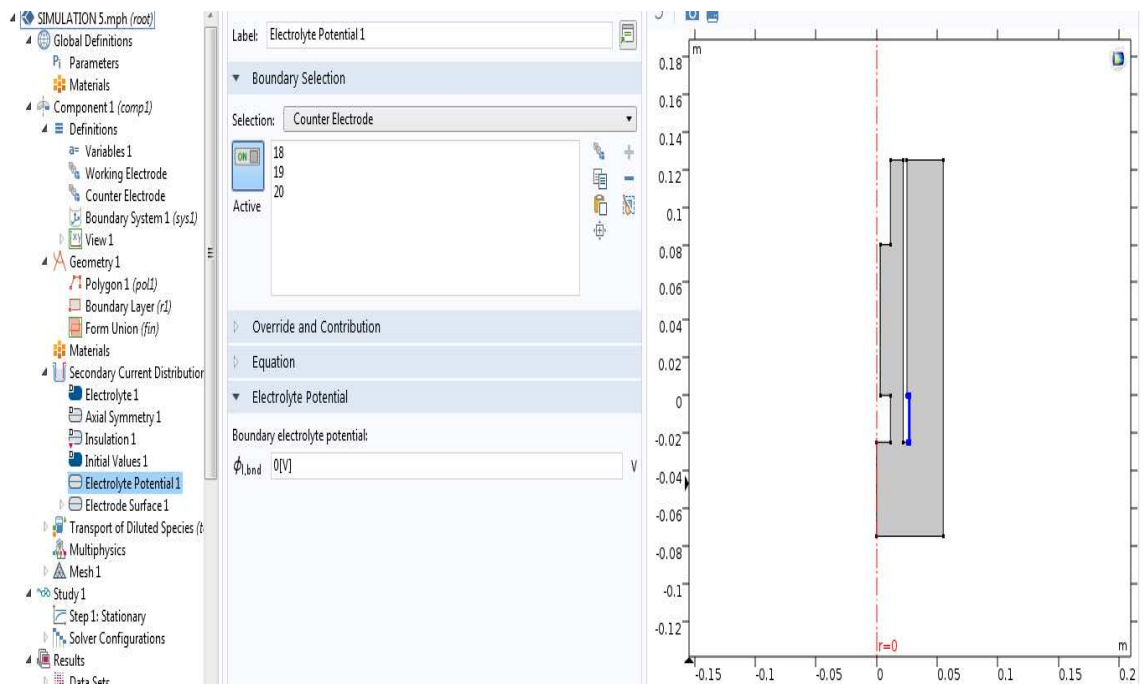 SIMULATION 5.mph (root)
Global Definitions
Pi Parameters
Materials
Component 1 (comp1)
Definitions
a= Variables 1
Working Electrode
Counter Electrode
Boundary System 1 (sys1)
View 1
Geometry 1
Polygon 1 (pol1)
Boundary Layer (r1)
Form Union (fin)
Materials
Secondary Current Distribution
Electrolyte 1
Axial Symmetry 1
Insulation 1
Initial Values 1
Electrolyte Potential 1
Electrode Surface 1
Transport of Diluted Species (t
Multiphysics
Mesh 1
Study 1
Step 1: Stationary
Solver Configurations
Results
Data Sets
Label: Electrolyte Potential 1
Boundary Selection
Selection: Counter Electrode
ON
Active
18
19
20
Override and Contribution
Equation
Electrolyte Potential
Boundary electrolyte potential:
ϕl,bnd 0[V] V
m
0.18
0.16
0.14
0.12
0.1
0.08
0.06
0.04
0.02
0
-0.02
-0.04
-0.06
-0.08
-0.1
-0.12
r=0
m
-0.15 -0.1 -0.05 0 0.05 0.1 0.15 0.2